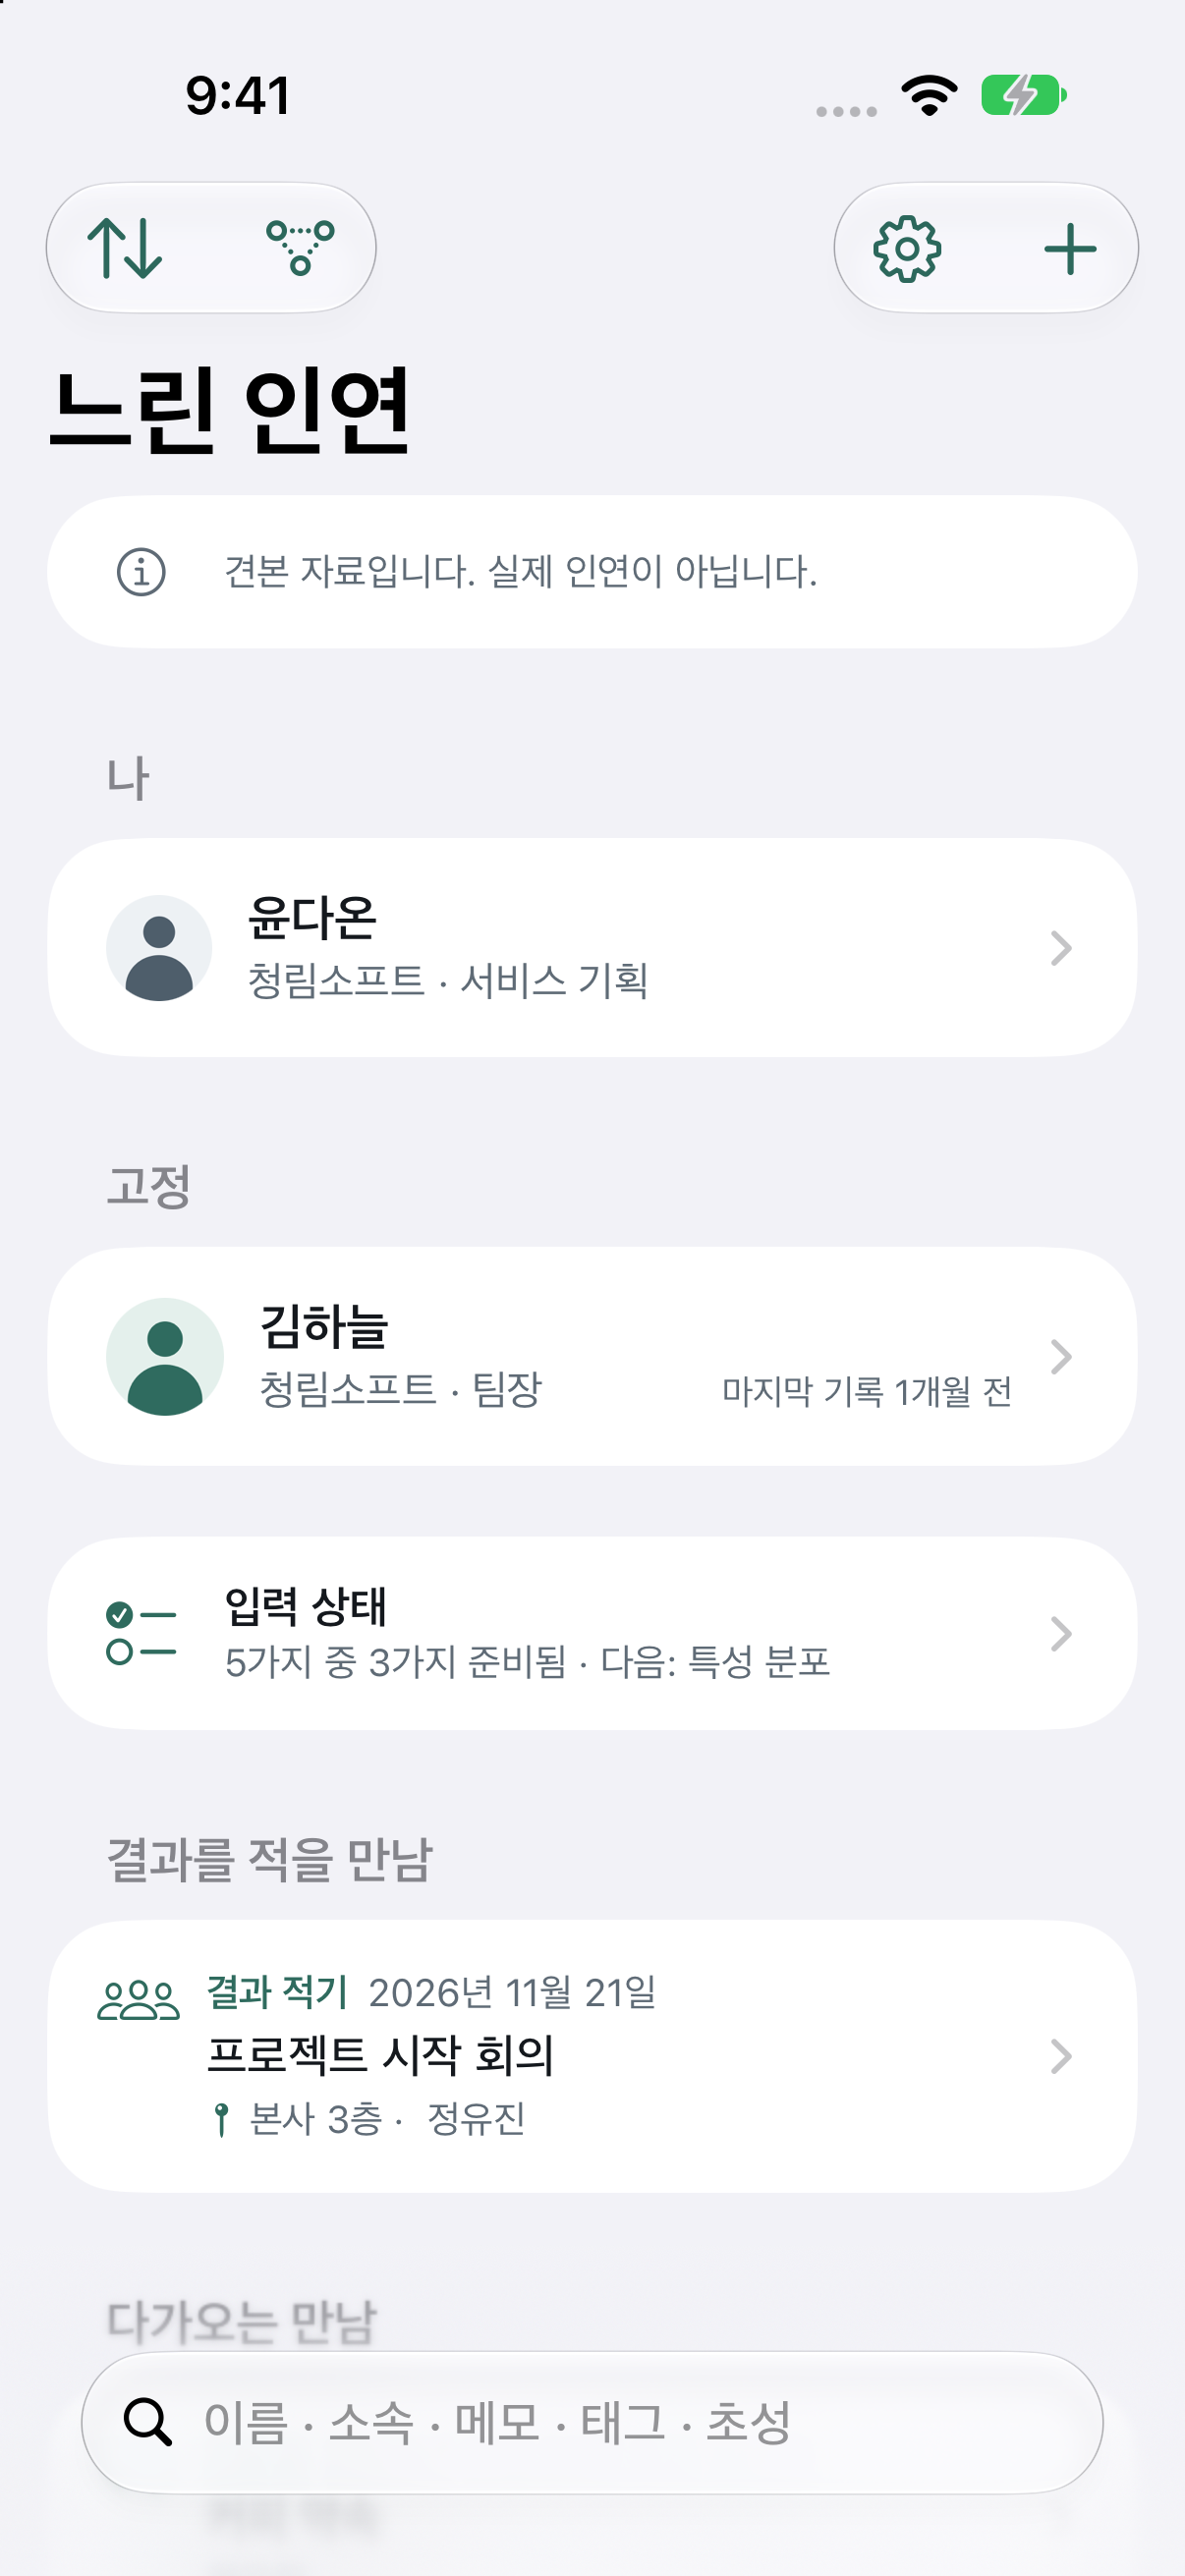 9:41
느린 인연
견본 자료입니다. 실제 인연이 아닙니다.
나
윤다온
청림소프트 · 서비스 기획
고정
김하늘
청림소프트 · 팀장
마지막 기록 1개월 전
입력 상태
5가지 중 3가지 준비됨 · 다음: 특성 분포
결과를 적을 만남
결과 적기 2026년 11월 21일
프로젝트 시작 회의
본사 3층 · 정유진
다가오는 만남
이름 · 소속 · 메모 · 태그 · 초성